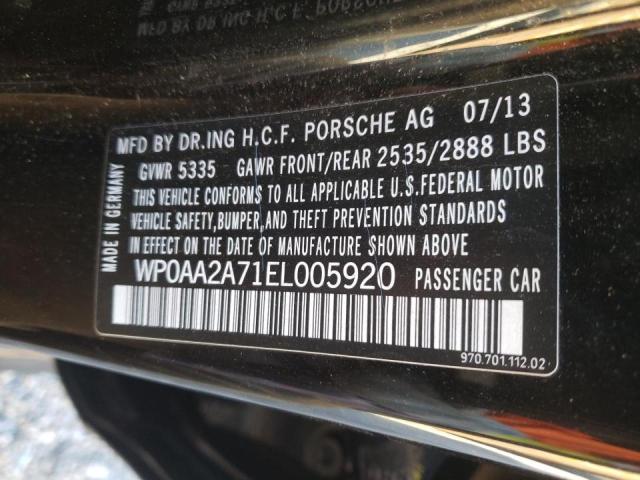 MFD BY DR.ING H.C.F. PORSCHE AG 07/13
GVWR 5335 GAWR FRONT/REAR 2535/2888 LBS
THIS VEHICLE CONFORMS TO ALL APPLICABLE U.S.FEDERAL MOTOR
VEHICLE SAFETY,BUMPER,AND THEFT PREVENTION STANDARDS
IN EFFECT ON THE DATE OF MANUFACTURE SHOWN ABOVE
WP0AA2A71EL005920 PASSENGER CAR
970.701.112.02
MADE IN GERMANY